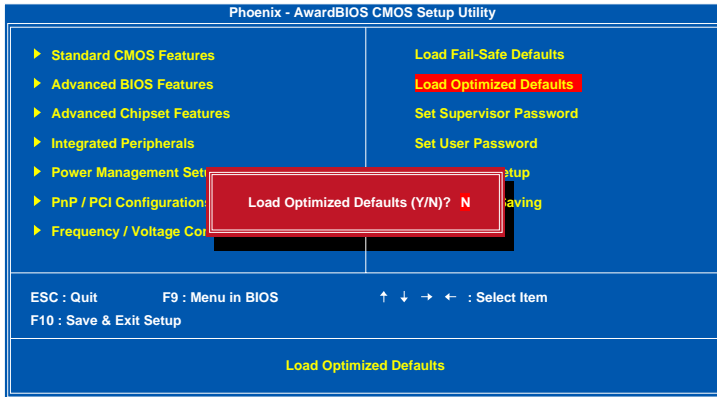 Phoenix - AwardBIOS CMOS Setup Utility
Standard CMOS Features
Advanced BIOS Features
Advanced Chipset Features
Integrated Peripherals
Power Management Setu
PnP / PCI Configurations
Frequency / Voltage Con
Load Fail-Safe Defaults
Load Optimized Defaults
Set Supervisor Password
Set User Password
etup
Saving
Load Optimized Defaults (Y/N)? N
ESC : Quit F9 : Menu in BIOS ↑ ↓ → ← : Select Item
F10 : Save & Exit Setup
Load Optimized Defaults